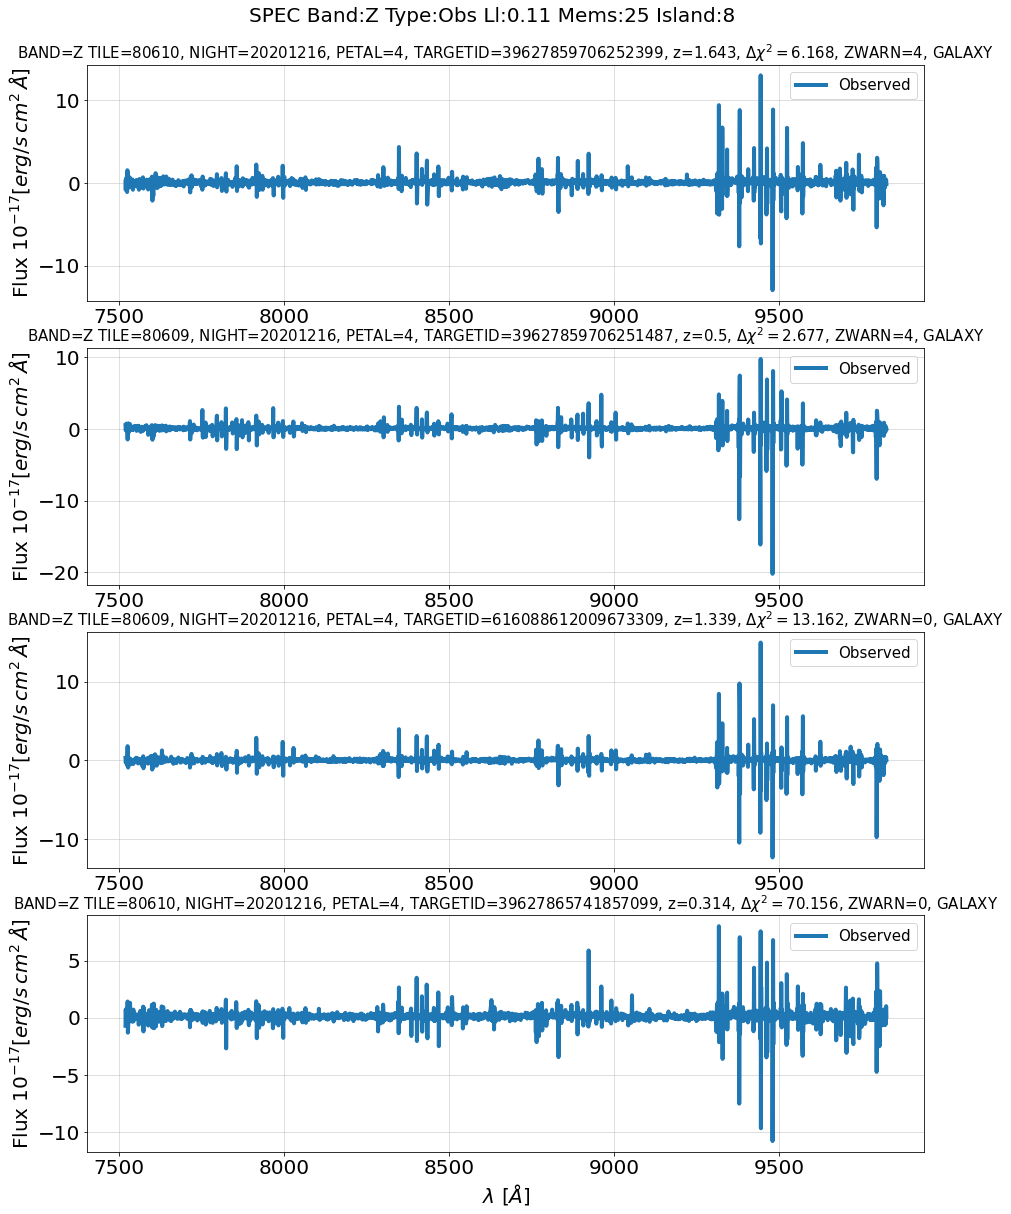 SPEC Band:Z Type:Obs Ll:0.11 Mems:25 Island:8
BAND=Z TILE=80610, NIGHT=20201216, PETAL=4, TARGETID=39627859706252399, z=1.643, Δχ² = 6.168, ZWARN=4, GALAXY
Flux 10⁻¹⁷[erg/s cm² Å]
10
0
−10
Observed
7500 8000 8500 9000 9500
BAND=Z TILE=80609, NIGHT=20201216, PETAL=4, TARGETID=39627859706251487, z=0.5, Δχ² = 2.677, ZWARN=4, GALAXY
Flux 10⁻¹⁷[erg/s cm² Å]
10
0
−10
−20
Observed
7500 8000 8500 9000 9500
BAND=Z TILE=80609, NIGHT=20201216, PETAL=4, TARGETID=616088612009673309, z=1.339, Δχ² = 13.162, ZWARN=0, GALAXY
Flux 10⁻¹⁷[erg/s cm² Å]
10
0
−10
Observed
7500 8000 8500 9000 9500
BAND=Z TILE=80610, NIGHT=20201216, PETAL=4, TARGETID=39627865741857099, z=0.314, Δχ² = 70.156, ZWARN=0, GALAXY
Flux 10⁻¹⁷[erg/s cm² Å]
5
0
−5
−10
Observed
7500 8000 8500 9000 9500
λ [Å]